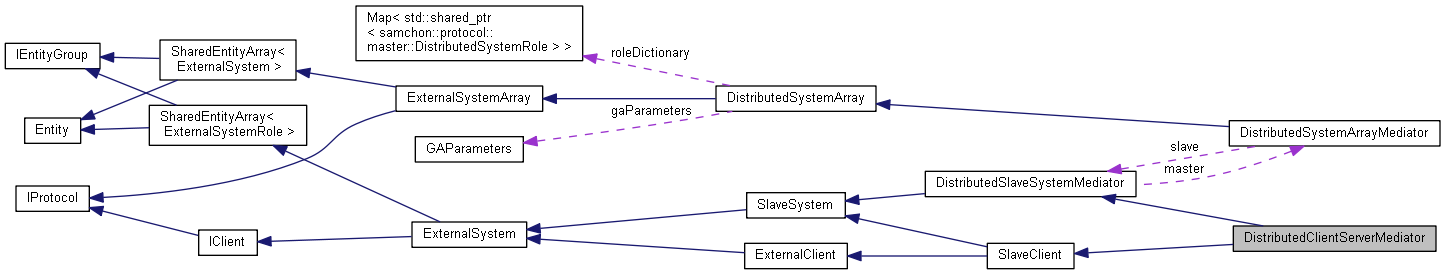 Map< std::shared_ptr
< samchon::protocol::
master::DistributedSystemRole > >
IEntityGroup
SharedEntityArray<
ExternalSystem >
roleDictionary
ExternalSystemArray
DistributedSystemArray
gaParameters
SharedEntityArray<
ExternalSystemRole >
Entity
GAParameters
DistributedSystemArrayMediator
slave
master
DistributedSlaveSystemMediator
IProtocol
SlaveSystem
IClient
ExternalSystem
DistributedClientServerMediator
ExternalClient
SlaveClient